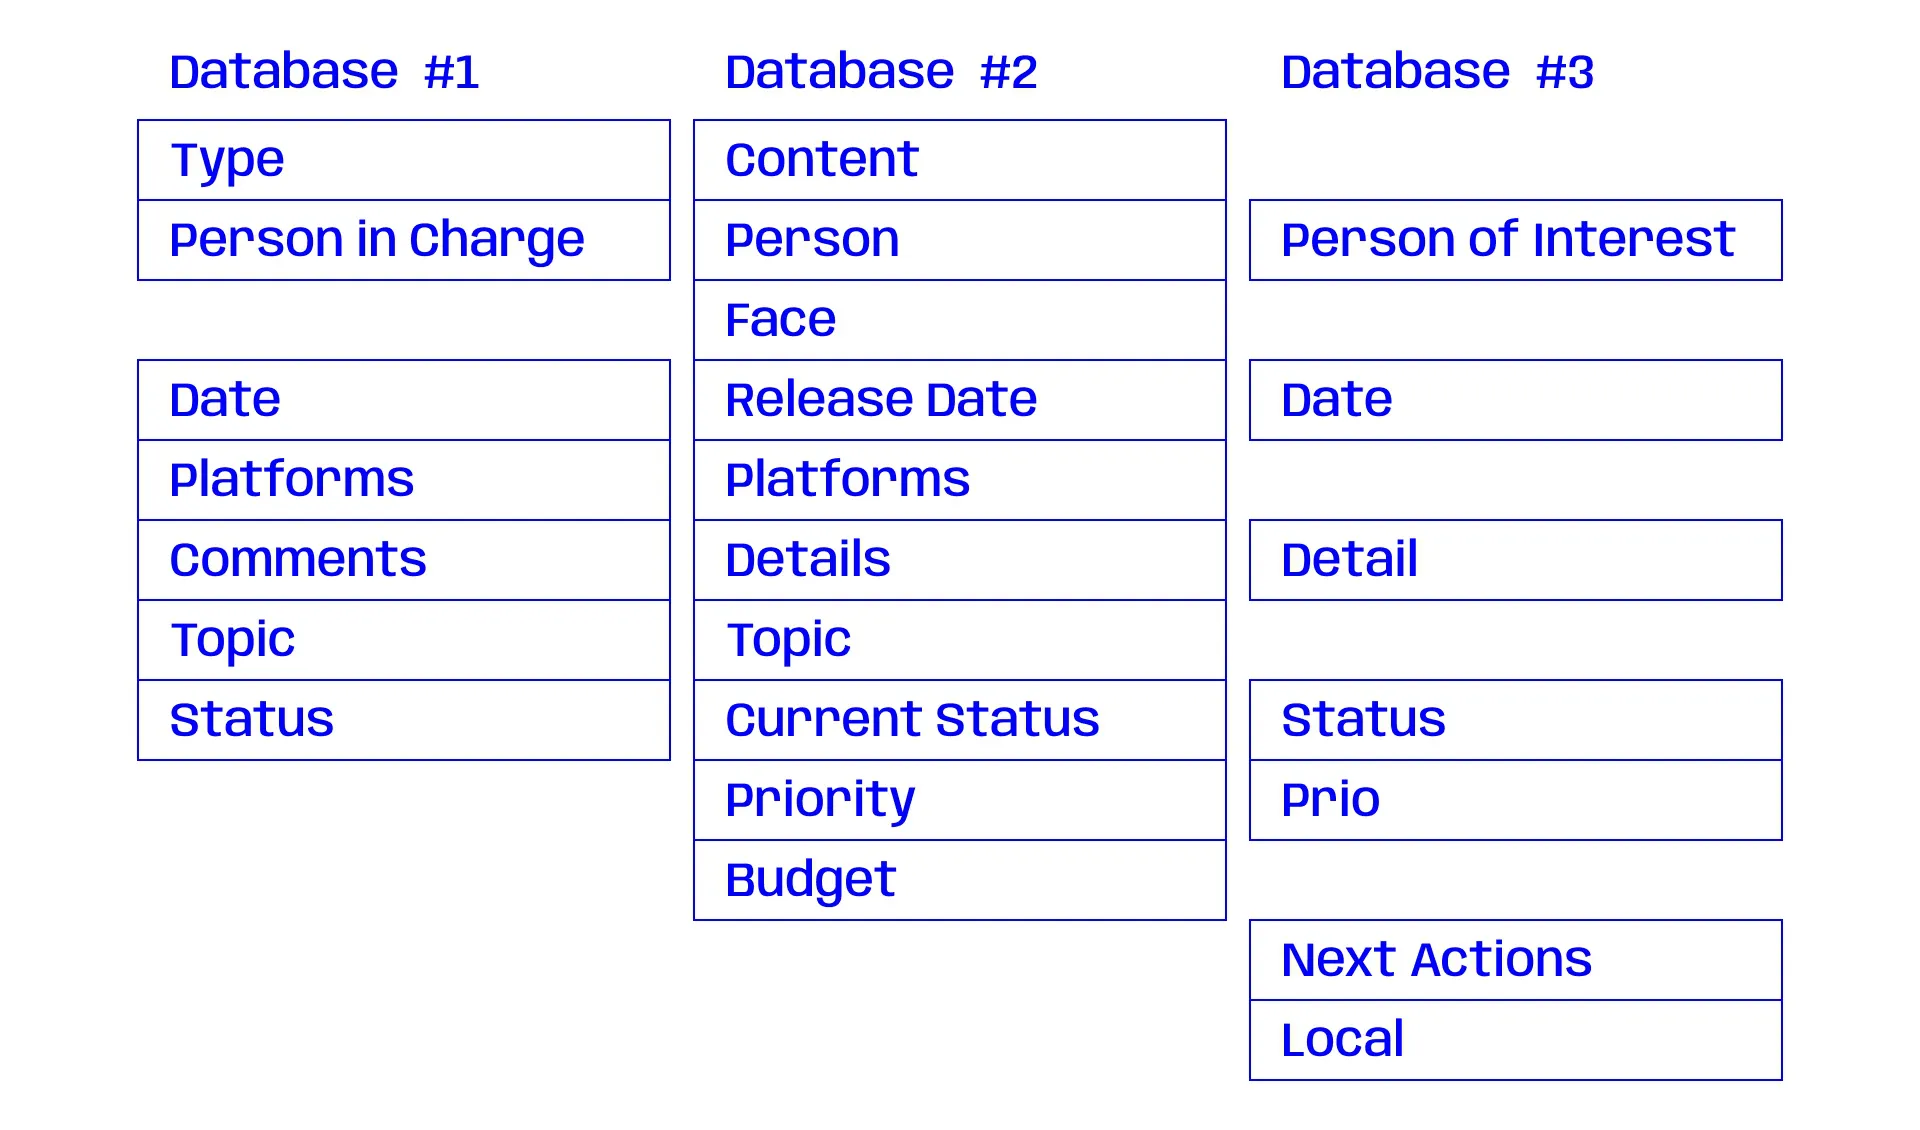 Database #1
Type
Person in Charge
Date
Platforms
Comments
Topic
Status
Database #2
Content
Person
Face
Release Date
Platforms
Details
Topic
Current Status
Priority
Budget
Database #3
Person of Interest
Date
Detail
Status
Prio
Next Actions
Local